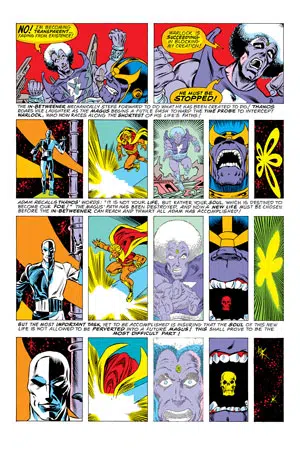 NO! I'M BECOMING
TRANSPARENT,
FADING FROM EXISTENCE!
WARLOCK IS
SUCCEEDING
IN BLOCKING
MY CREATION!
HE MUST BE
STOPPED!
THE IN-BETWEENER MECHANICALLY STEPS FORWARD TO DO WHAT HE HAS BEEN CREATED TO DO! THANOS
ROARS VILE LAUGHTER AS THE MAGUS BEGINS A FUTILE DASH TOWARD THE TIME PROBE TO INTERCEPT
WARLOCK... WHO NOW RACES ALONG THE SHORTEST OF HIS LIFE'S PATHS!
ADAM RECALLS THANOS' WORDS: "IT IS NOT YOUR LIFE, BUT RATHER YOUR SOUL, WHICH IS DESTINED TO
BECOME OUR FOE!" THE MAGUS' PATH HAS BEEN DESTROYED, AND NOW A NEW LIFE MUST BE CHOSEN
BEFORE THE IN-BETWEENER CAN REACH AND THWART ALL ADAM HAS ACCOMPLISHED!
BUT THE MOST IMPORTANT TASK, YET TO BE ACCOMPLISHED IS INSURING THAT THE SOUL OF THIS NEW
LIFE IS NOT ALLOWED TO BE PERVERTED INTO A FUTURE MAGUS! THIS SHALL PROVE TO BE THE
MOST DIFFICULT PART!